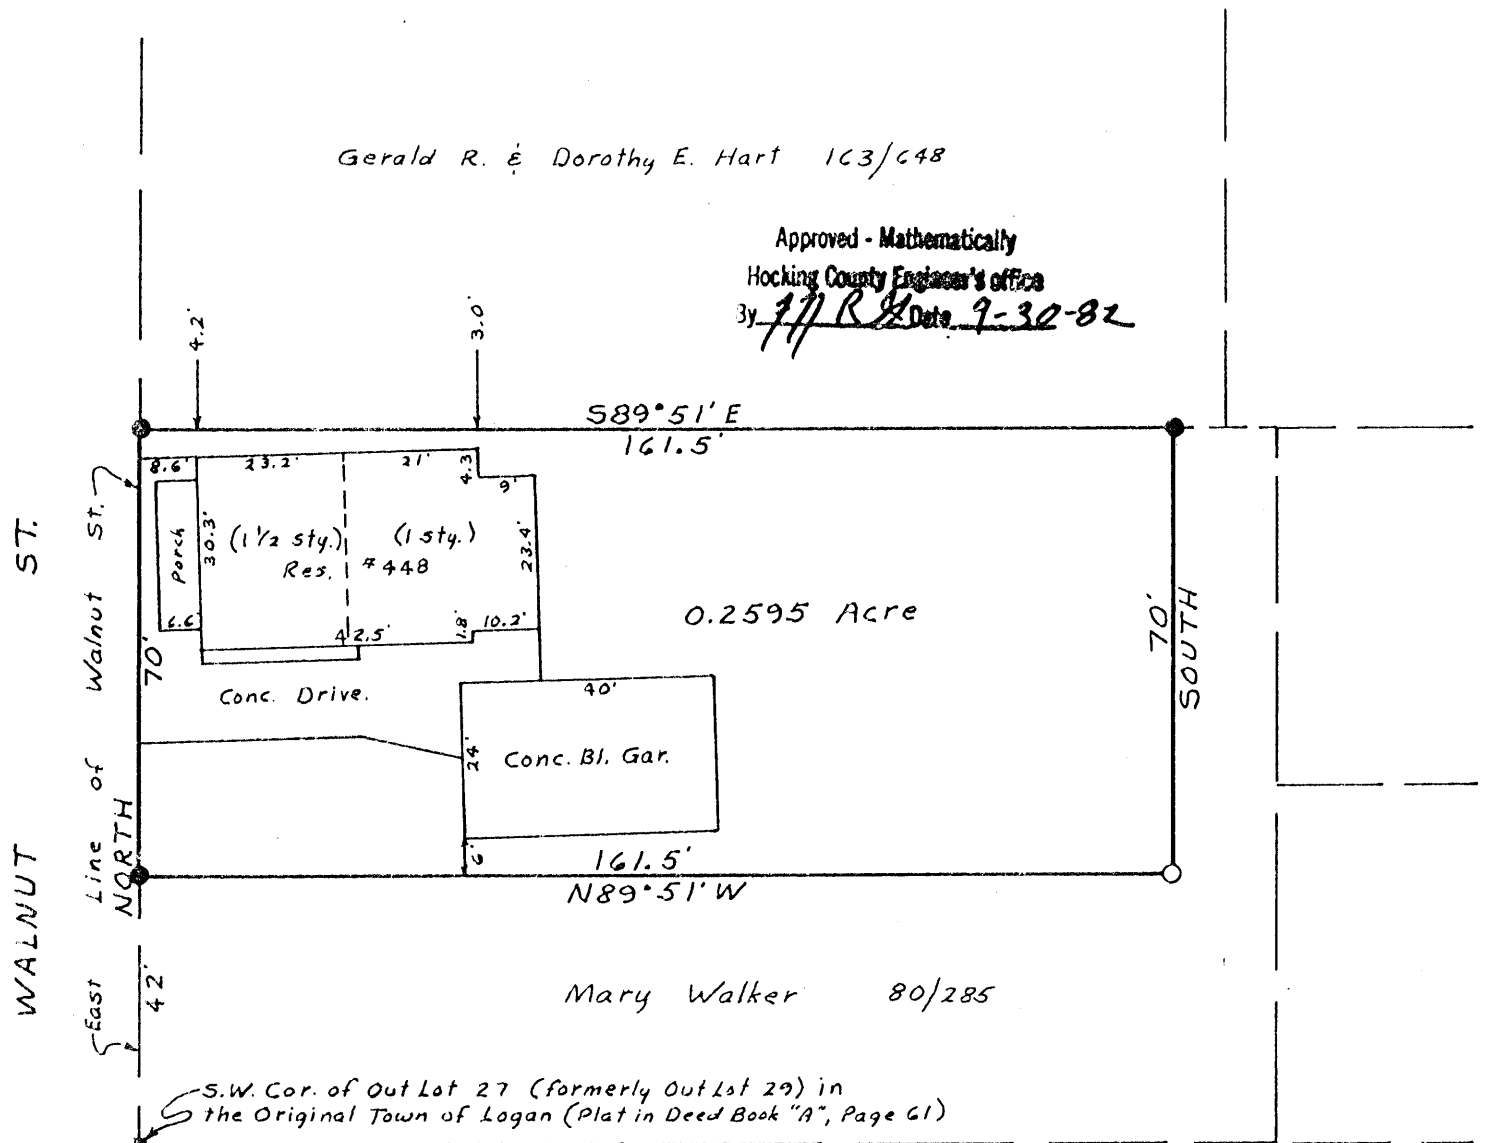 Gerald R. & Dorothy E. Hart 163/648
Approved - Mathematically
Hocking County Engineer's office
By Date 9-30-82
4.2'
3.0'
S89°51'E
161.5'
8.6'
23.2'
21'
4.3
9'
Porch
30.3'
(1 1/2 sty.)
(1 sty.)
Res. #448
23.4'
6.6'
42.5'
1.8'
10.2'
0.2595 Acre
70'
SOUTH
70'
NORTH
Conc. Drive.
40'
24'
Conc. Bl. Gar.
6'
161.5'
N89°51'W
WALNUT ST.
East Line of Walnut St.
42'
Mary Walker 80/285
S.W. Cor. of Out Lot 27 (formerly Out Lot 29) in
the Original Town of Logan (Plat in Deed Book "A", Page 61)